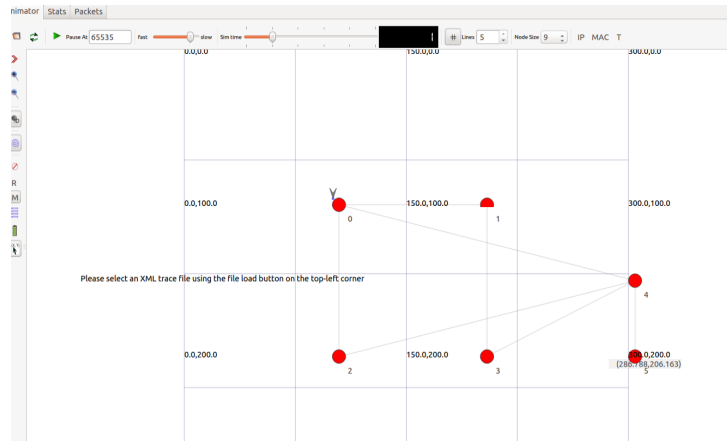 nimator Stats Packets
Pause At 65535 fast slow Sim time # Lines 5 Node Size 9 IP MAC T
0.0,0.0 150.0,0.0 300.0,0.0
R
M
0.0,100.0 150.0,100.0 300.0,100.0
0 1
Please select an XML trace file using the file load button on the top-left corner
4
0.0,200.0 150.0,200.0 300.0,200.0
(286.788,206.163)
2 3 5